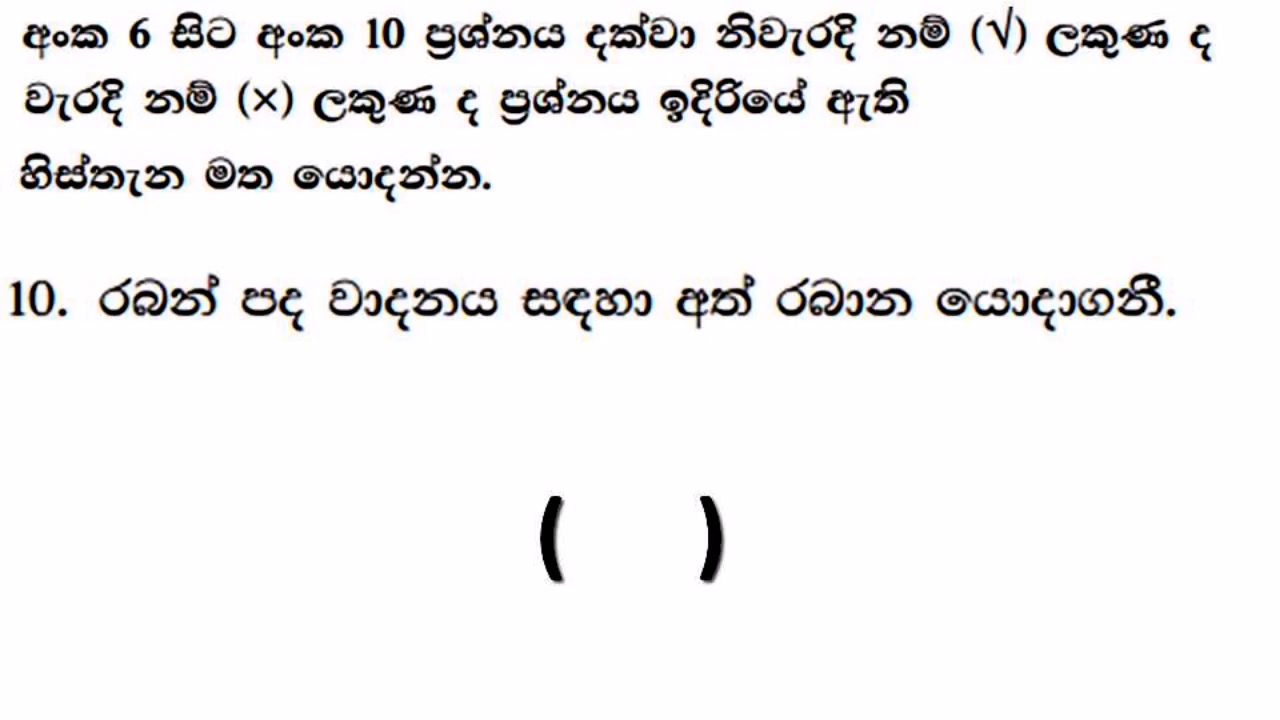 අංක 6 සිට අංක 10 ප්‍රශ්නය දක්වා නිවැරදි නම් (√) ලකුණ ද
වැරදි නම් (×) ලකුණ ද ප්‍රශ්නය ඉදිරියේ ඇති
හිස්තැන මත යොදන්න.
10. රබන් පද වාදනය සඳහා අත් රබාන යොදාගනී.
( )